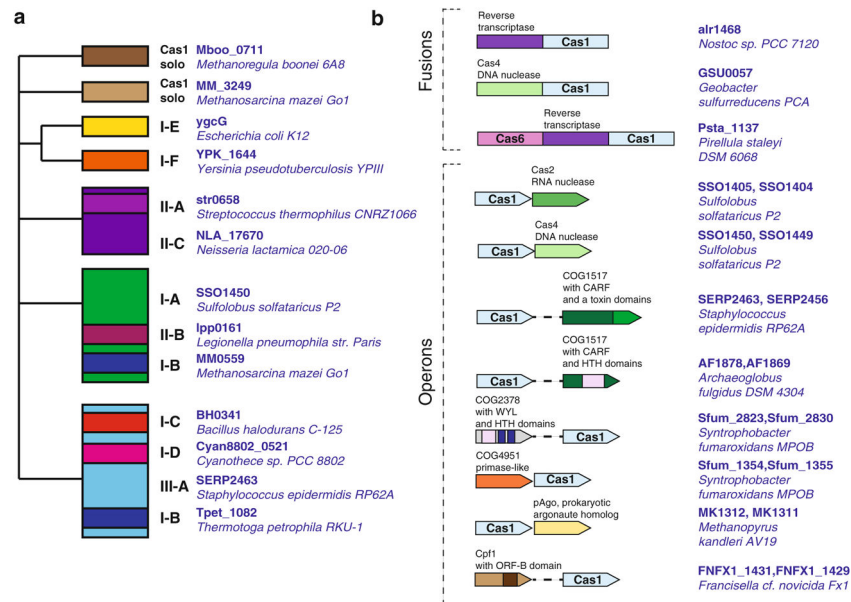 a
Cas1 solo
Mboo_0711
Methanoregula boonei 6A8
Cas1 solo
MM_3249
Methanosarcina mazei Go1
I-E
ygcG
Escherichia coli K12
I-F
YPK_1644
Yersinia pseudotuberculosis YPIII
II-A
str0658
Streptococcus thermophilus CNRZ1066
II-C
NLA_17670
Neisseria lactamica 020-06
I-A
SSO1450
Sulfolobus solfataricus P2
II-B
lpp0161
Legionella pneumophila str. Paris
I-B
MM0559
Methanosarcina mazei Go1
I-C
BH0341
Bacillus halodurans C-125
I-D
Cyan8802_0521
Cyanothece sp. PCC 8802
III-A
SERP2463
Staphylococcus epidermidis RP62A
I-B
Tpet_1082
Thermotoga petrophila RKU-1
b
Fusions
Reverse
transcriptase
Cas1
alr1468
Nostoc sp. PCC 7120
Cas4
DNA nuclease
Cas1
GSU0057
Geobacter
sulfurreducens PCA
Reverse
transcriptase
Cas6
Cas1
Psta_1137
Pirellula staleyi
DSM 6068
Operons
Cas2
RNA nuclease
Cas1
SSO1405, SSO1404
Sulfolobus
solfataricus P2
Cas4
DNA nuclease
Cas1
SSO1450, SSO1449
Sulfolobus
solfataricus P2
COG1517
with CARF
and a toxin domains
Cas1
SERP2463, SERP2456
Staphylococcus
epidermidis RP62A
COG1517
with CARF
and HTH domains
Cas1
AF1878,AF1869
Archaeoglobus
fulgidus DSM 4304
COG2378
with WYL
and HTH domains
Cas1
Sfum_2823,Sfum_2830
Syntrophobacter
fumaroxidans MPOB
COG4951
primase-like
Cas1
Sfum_1354,Sfum_1355
Syntrophobacter
fumaroxidans MPOB
pAgo, prokaryotic
argonaute homolog
Cas1
MK1312, MK1311
Methanopyrus
kandleri AV19
Cpf1
with ORF-B domain
Cas1
FNFX1_1431,FNFX1_1429
Francisella cf. novicida Fx1